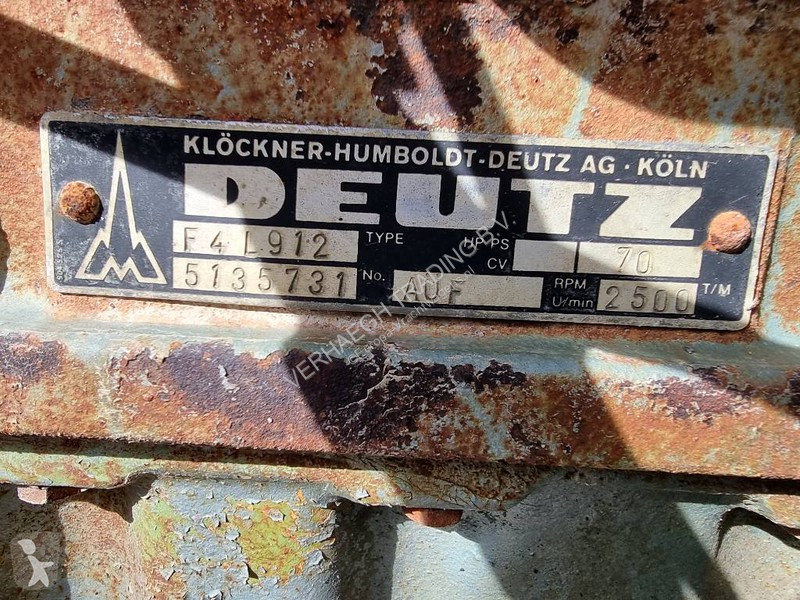 KLÖCKNER-HUMBOLDT-DEUTZ AG · KÖLN
DEUTZ
F4L912 TYPE HP PS CV 70
5135731 No. AUF RPM U/min 2500 T/M
VERHAEGH TRADING B.V.